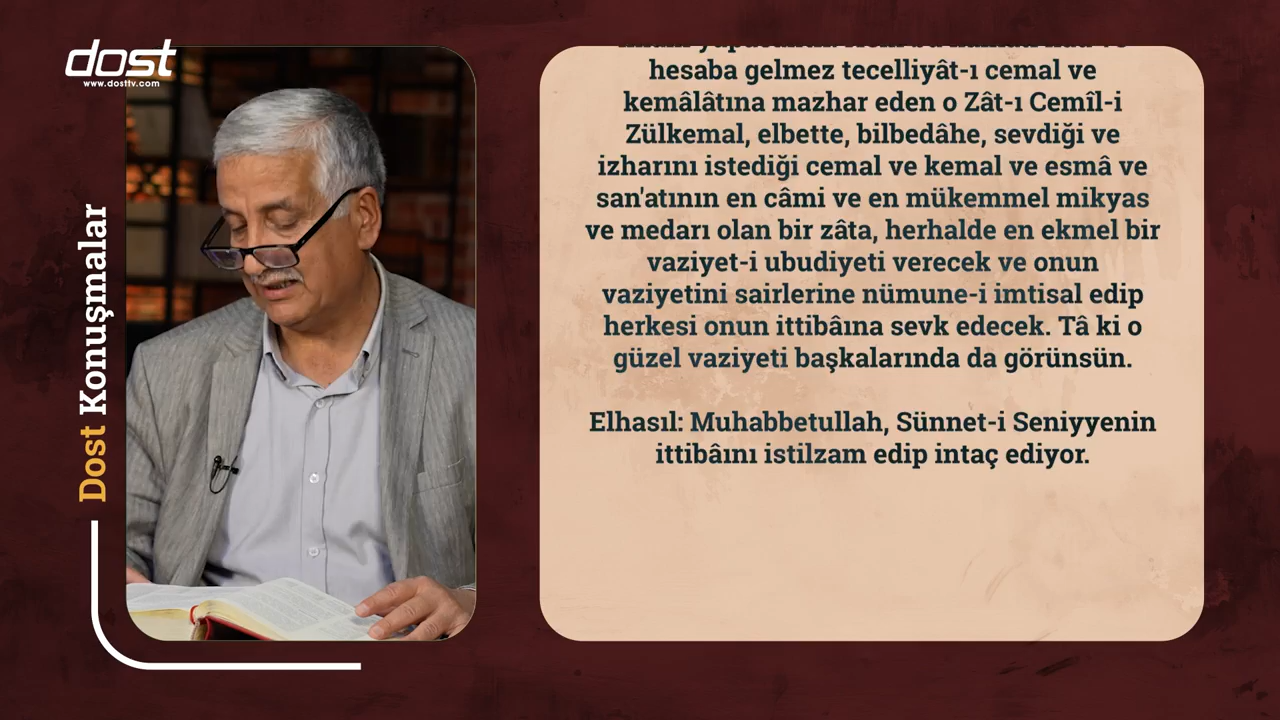 dost
www.dosttv.com
Dost Konuşmalar
hesaba gelmez tecelliyât-ı cemal ve
kemâlâtına mazhar eden o Zât-ı Cemîl-i
Zülkemal, elbette, bilbedâhe, sevdiği ve
izharını istediği cemal ve kemal ve esmâ ve
san'atının en câmi ve en mükemmel mikyas
ve medarı olan bir zâta, herhalde en ekmel bir
vaziyet-i ubudiyeti verecek ve onun
vaziyetini sairlerine nümune-i imtisal edip
herkesi onun ittibâına sevk edecek. Tâ ki o
güzel vaziyeti başkalarında da görünsün.
Elhasıl: Muhabbetullah, Sünnet-i Seniyyenin
ittibâını istilzam edip intaç ediyor.